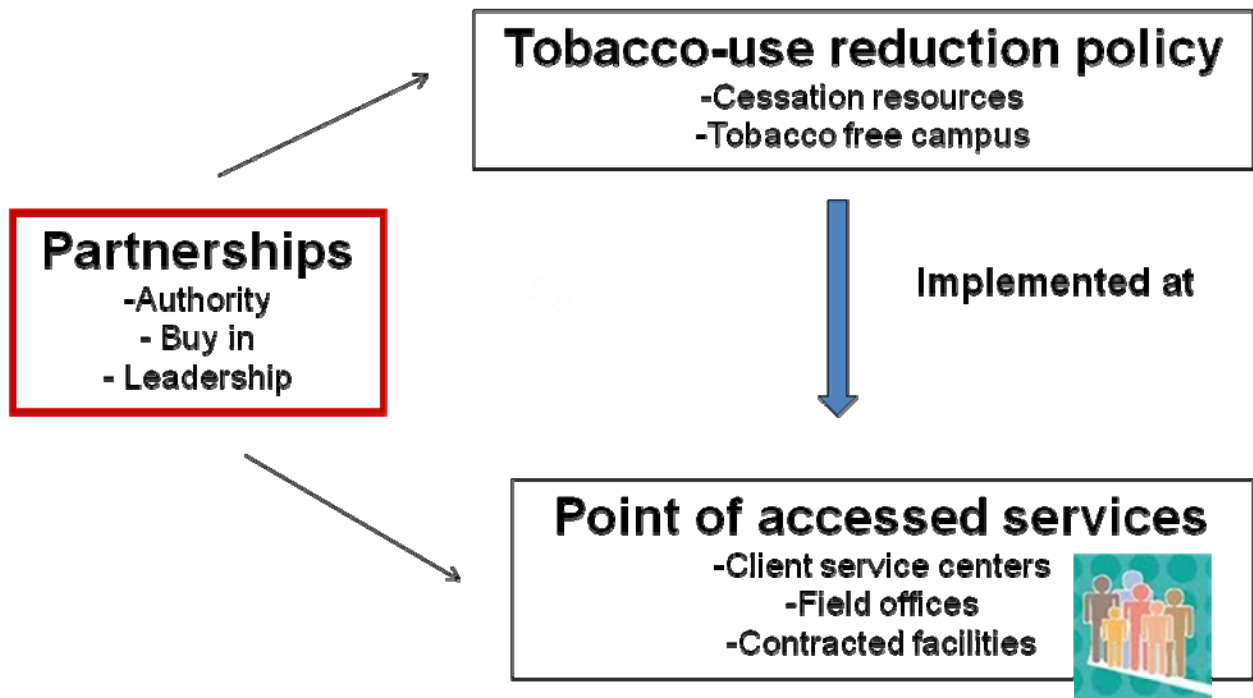 Tobacco-use reduction policy
-Cessation resources
-Tobacco free campus
Partnerships
-Authority
- Buy in
- Leadership
Implemented at
Point of accessed services
-Client service centers
-Field offices
-Contracted facilities